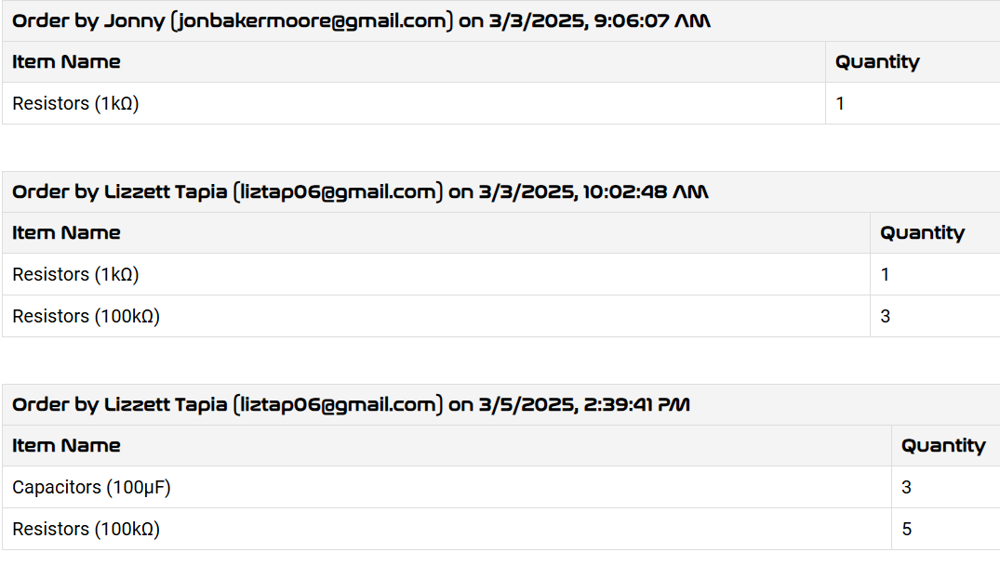 Order by Jonny (jonbakermoore@gmail.com) on 3/3/2025, 9:06:07 AM
Item Name Quantity
Resistors (1kΩ) 1
Order by Lizzett Tapia (liztap06@gmail.com) on 3/3/2025, 10:02:48 AM
Item Name Quantity
Resistors (1kΩ) 1
Resistors (100kΩ) 3
Order by Lizzett Tapia (liztap06@gmail.com) on 3/5/2025, 2:39:41 PM
Item Name Quantity
Capacitors (100μF) 3
Resistors (100kΩ) 5